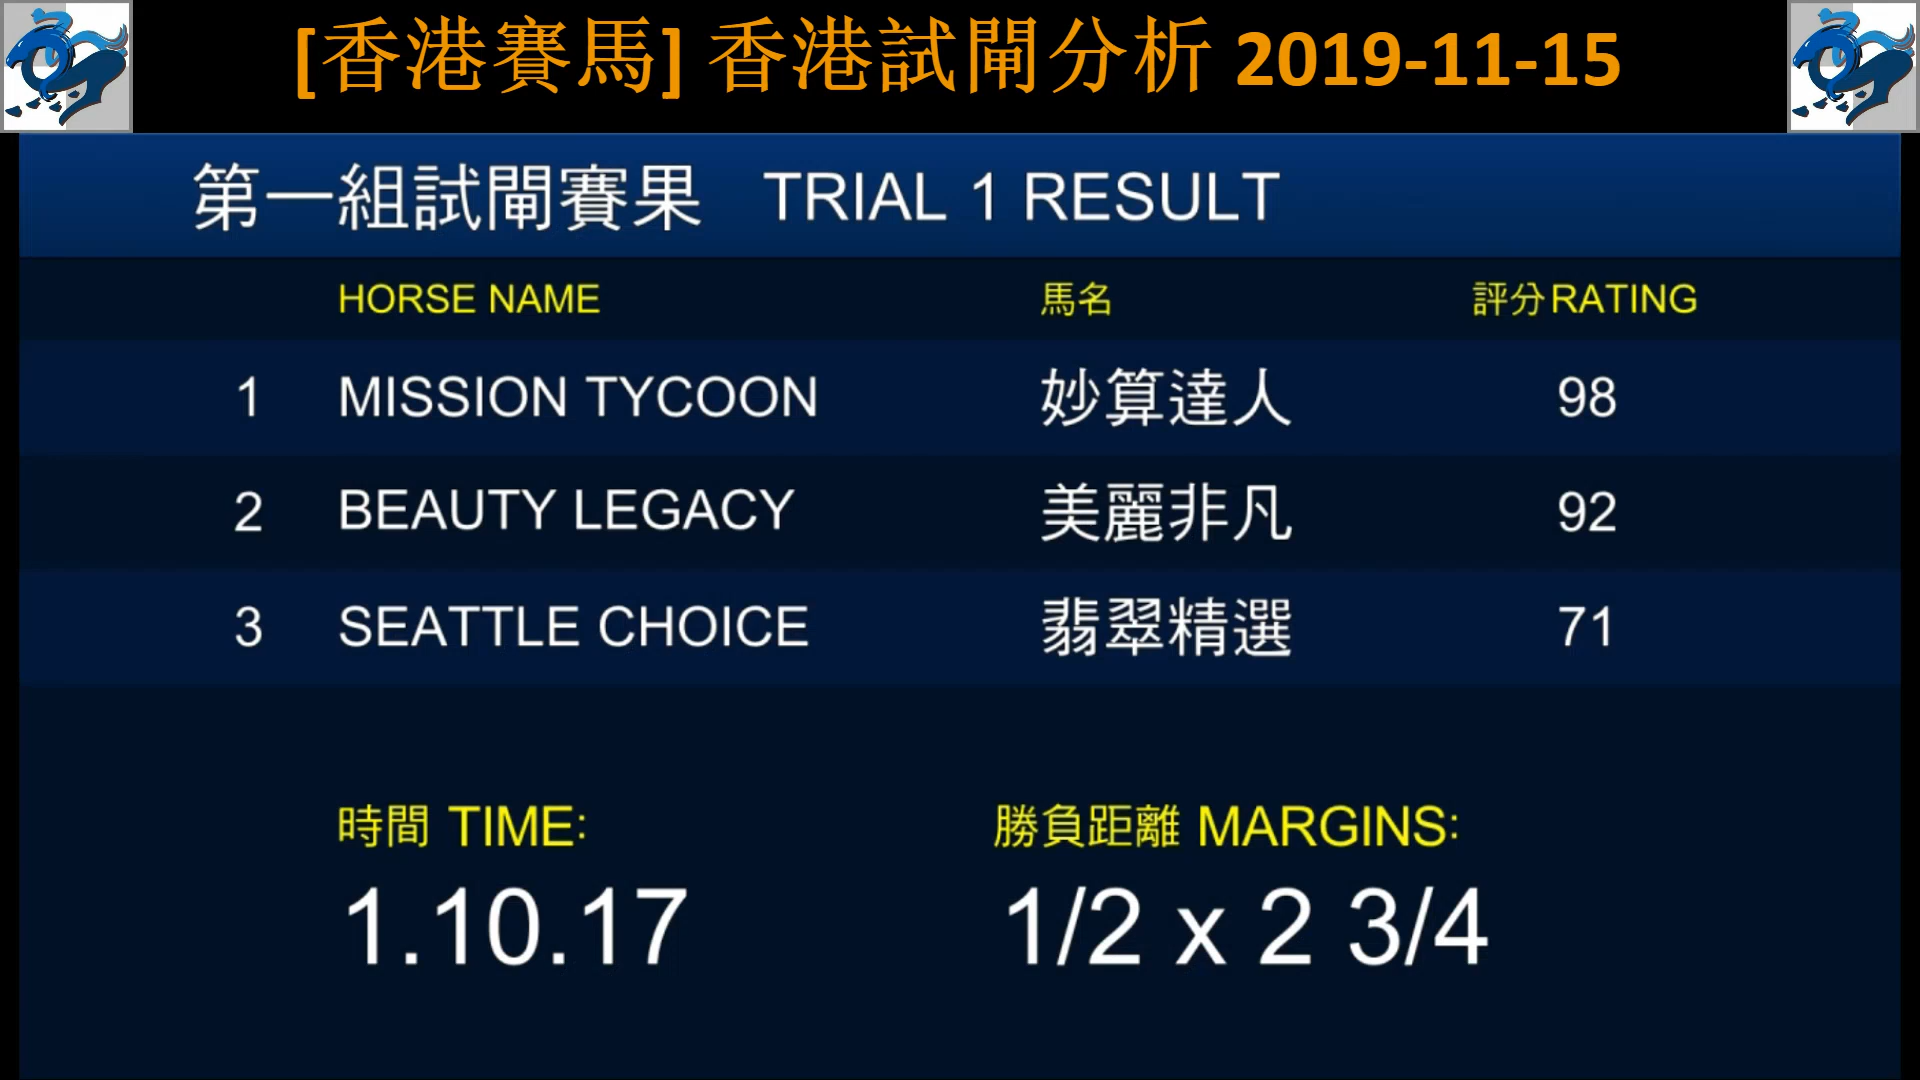 [香港賽馬] 香港試閘分析 2019-11-15
第一組試閘賽果 TRIAL 1 RESULT
HORSE NAME 馬名 評分RATING
1 MISSION TYCOON 妙算達人 98
2 BEAUTY LEGACY 美麗非凡 92
3 SEATTLE CHOICE 翡翠精選 71
時間 TIME: 勝負距離 MARGINS:
1.10.17 1/2 x 2 3/4